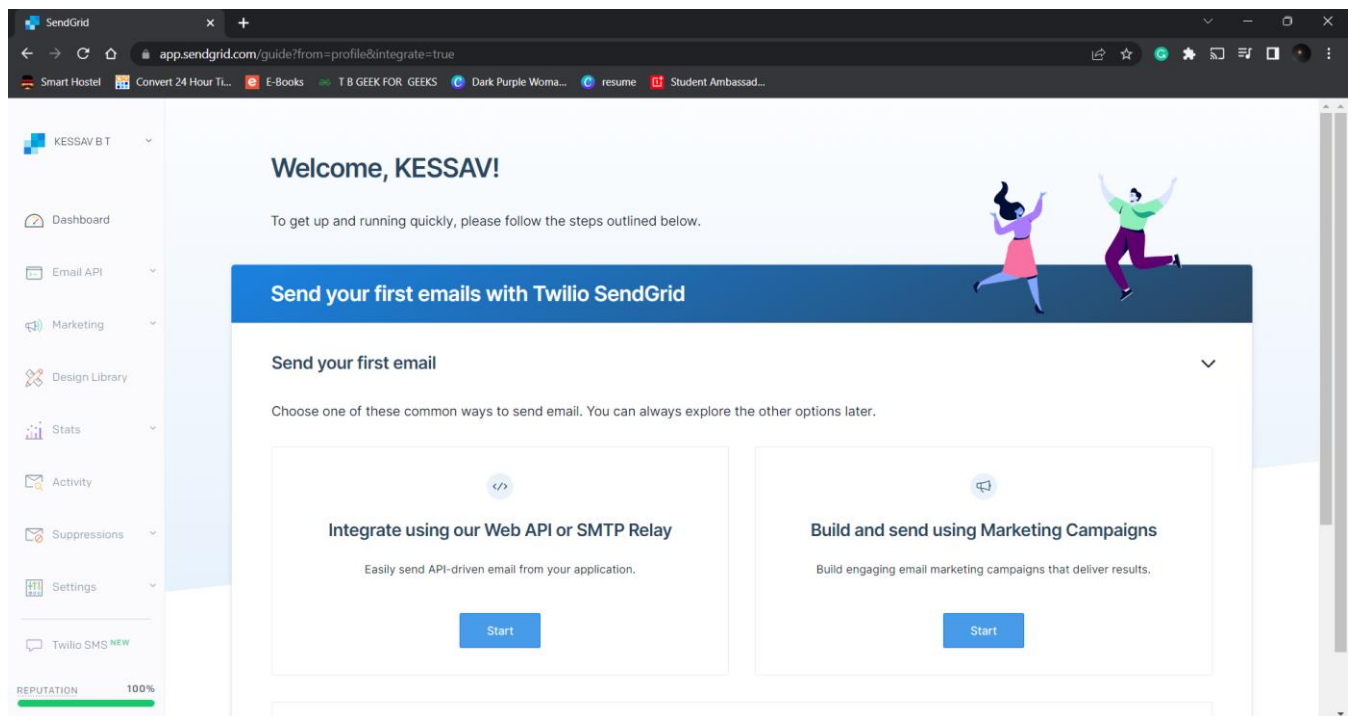 SendGrid
app.sendgrid.com/guide?from=profile&integrate=true
Smart Hostel Convert 24 Hour Ti... E-Books T B GEEK FOR GEEKS Dark Purple Woma... resume Student Ambassad...
KESSAV B T
Welcome, KESSAV!
To get up and running quickly, please follow the steps outlined below.
Dashboard
Email API
Marketing
Design Library
Stats
Activity
Suppressions
Settings
Twilio SMS NEW
REPUTATION 100%
Send your first emails with Twilio SendGrid
Send your first email
Choose one of these common ways to send email. You can always explore the other options later.
Integrate using our Web API or SMTP Relay
Easily send API-driven email from your application.
Start
Build and send using Marketing Campaigns
Build engaging email marketing campaigns that deliver results.
Start